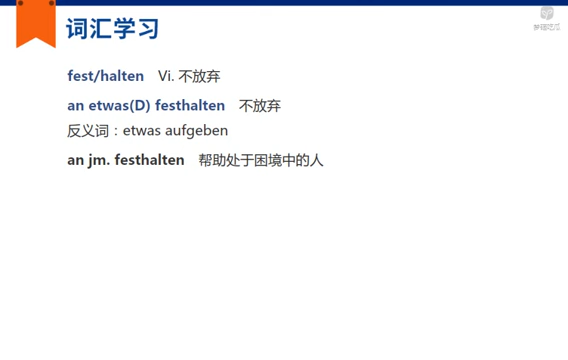 词汇学习
fest/halten Vi. 不放弃
an etwas(D) festhalten 不放弃
反义词：etwas aufgeben
an jm. festhalten 帮助处于困境中的人